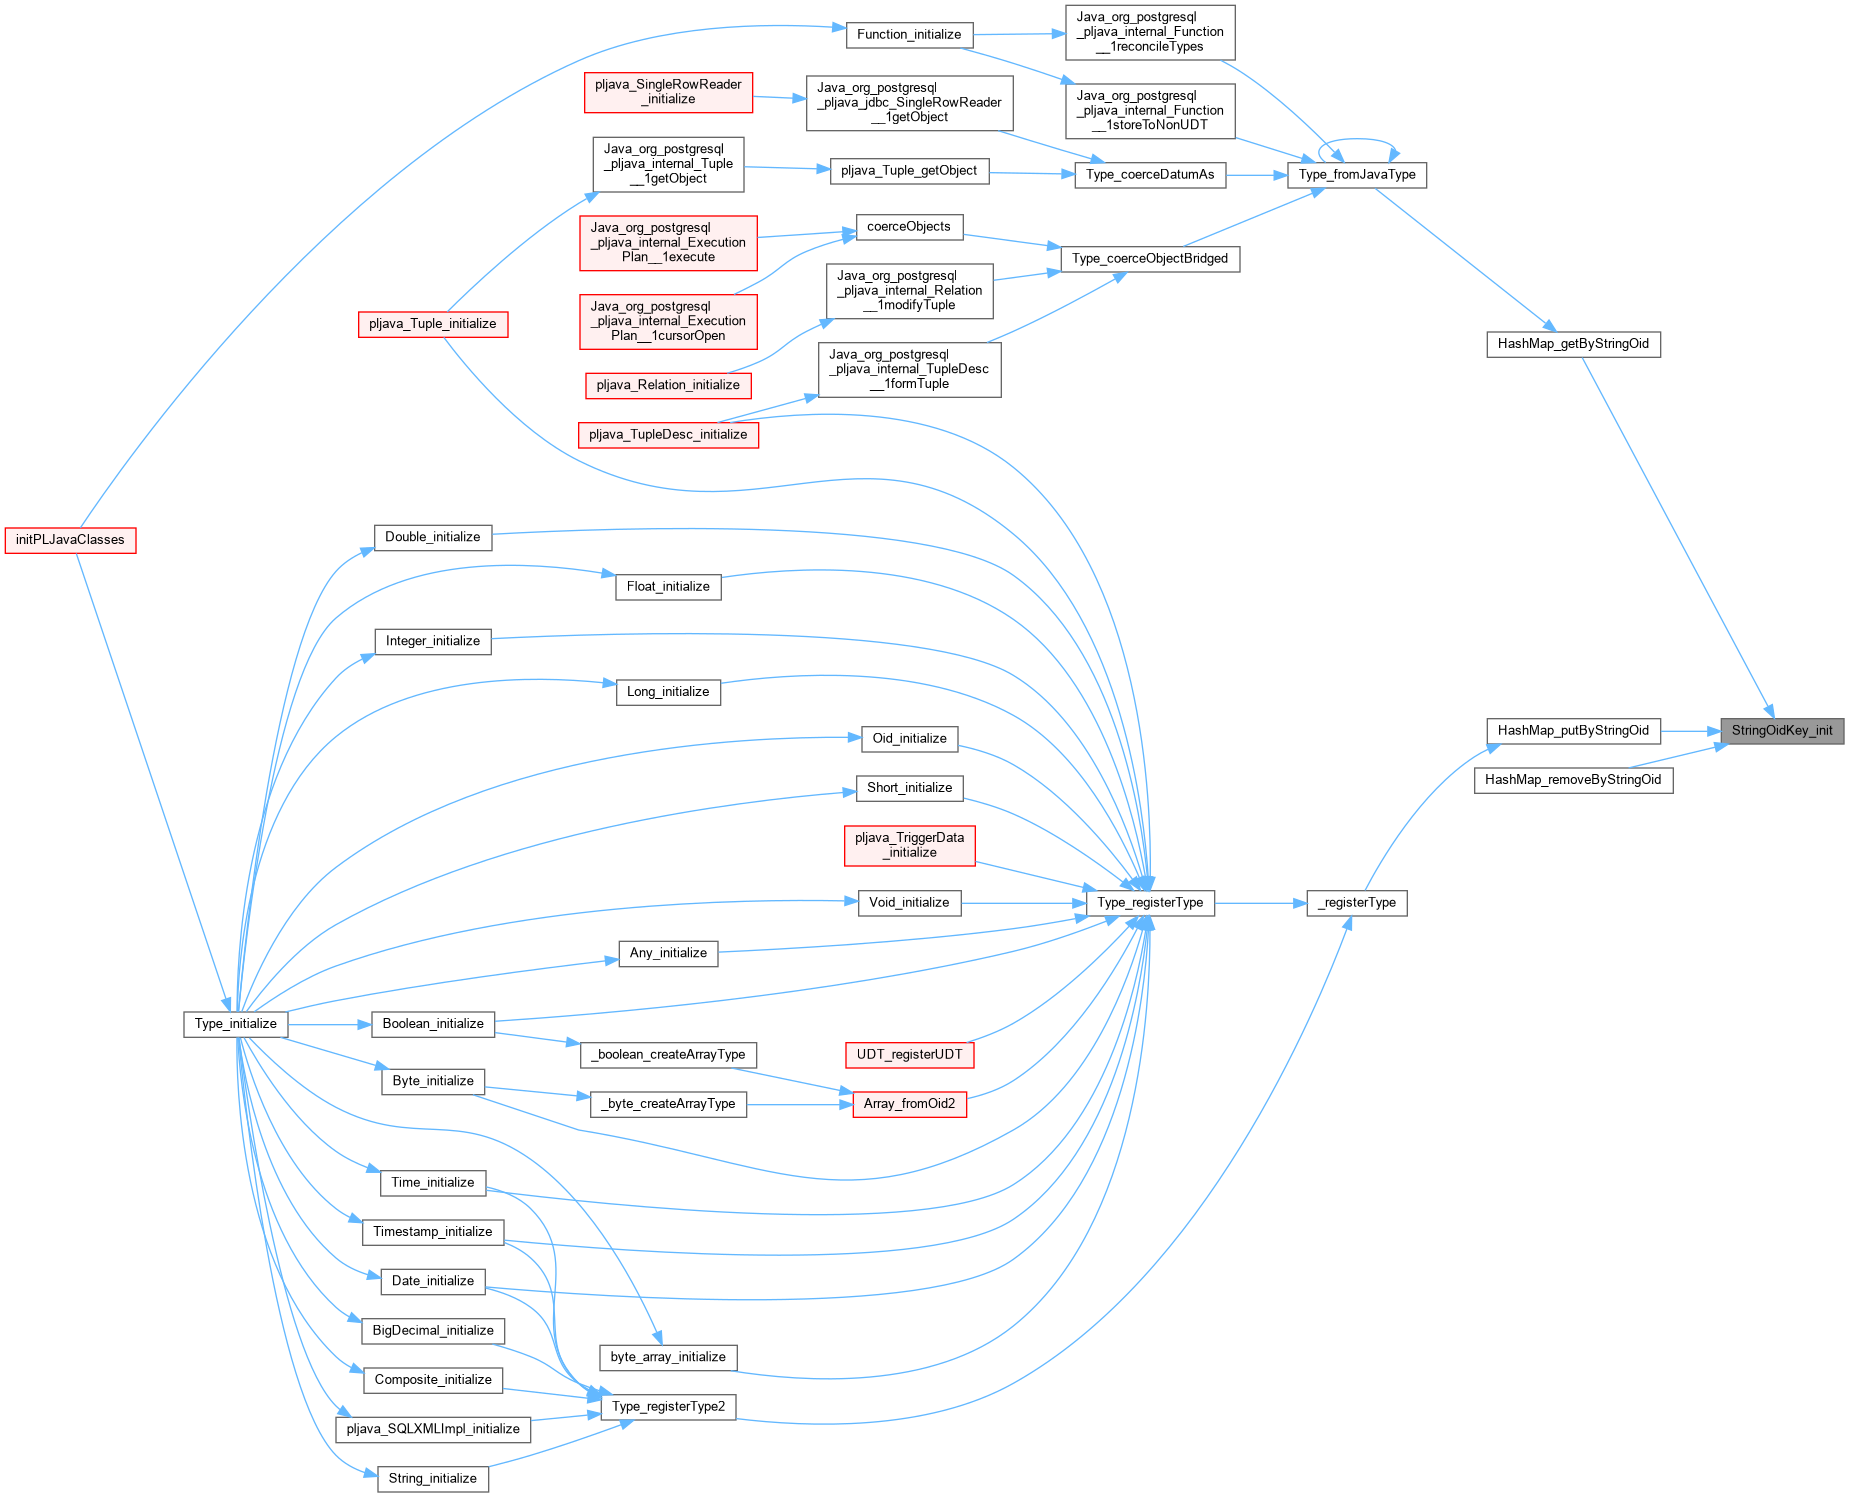 Function_initialize
Java_org_postgresql
_pljava_internal_Function
__1reconcileTypes
pljava_SingleRowReader
_initialize
Java_org_postgresql
_pljava_jdbc_SingleRowReader
__1getObject
Java_org_postgresql
_pljava_internal_Function
__1storeToNonUDT
Java_org_postgresql
_pljava_internal_Tuple
__1getObject
pljava_Tuple_getObject
Type_coerceDatumAs
Type_fromJavaType
Java_org_postgresql
_pljava_internal_Execution
Plan__1execute
coerceObjects
Type_coerceObjectBridged
Java_org_postgresql
_pljava_internal_Relation
__1modifyTuple
pljava_Tuple_initialize
Java_org_postgresql
_pljava_internal_Execution
Plan__1cursorOpen
HashMap_getByStringOid
Java_org_postgresql
_pljava_internal_TupleDesc
__1formTuple
pljava_Relation_initialize
pljava_TupleDesc_initialize
initPLJavaClasses
Double_initialize
Float_initialize
Integer_initialize
Long_initialize
Oid_initialize
HashMap_putByStringOid
StringOidKey_init
HashMap_removeByStringOid
Short_initialize
pljava_TriggerData
_initialize
Void_initialize
Type_registerType
_registerType
Any_initialize
Type_initialize
Boolean_initialize
_boolean_createArrayType
UDT_registerUDT
Byte_initialize
_byte_createArrayType
Array_fromOid2
Time_initialize
Timestamp_initialize
Date_initialize
BigDecimal_initialize
byte_array_initialize
Composite_initialize
Type_registerType2
pljava_SQLXMLImpl_initialize
String_initialize